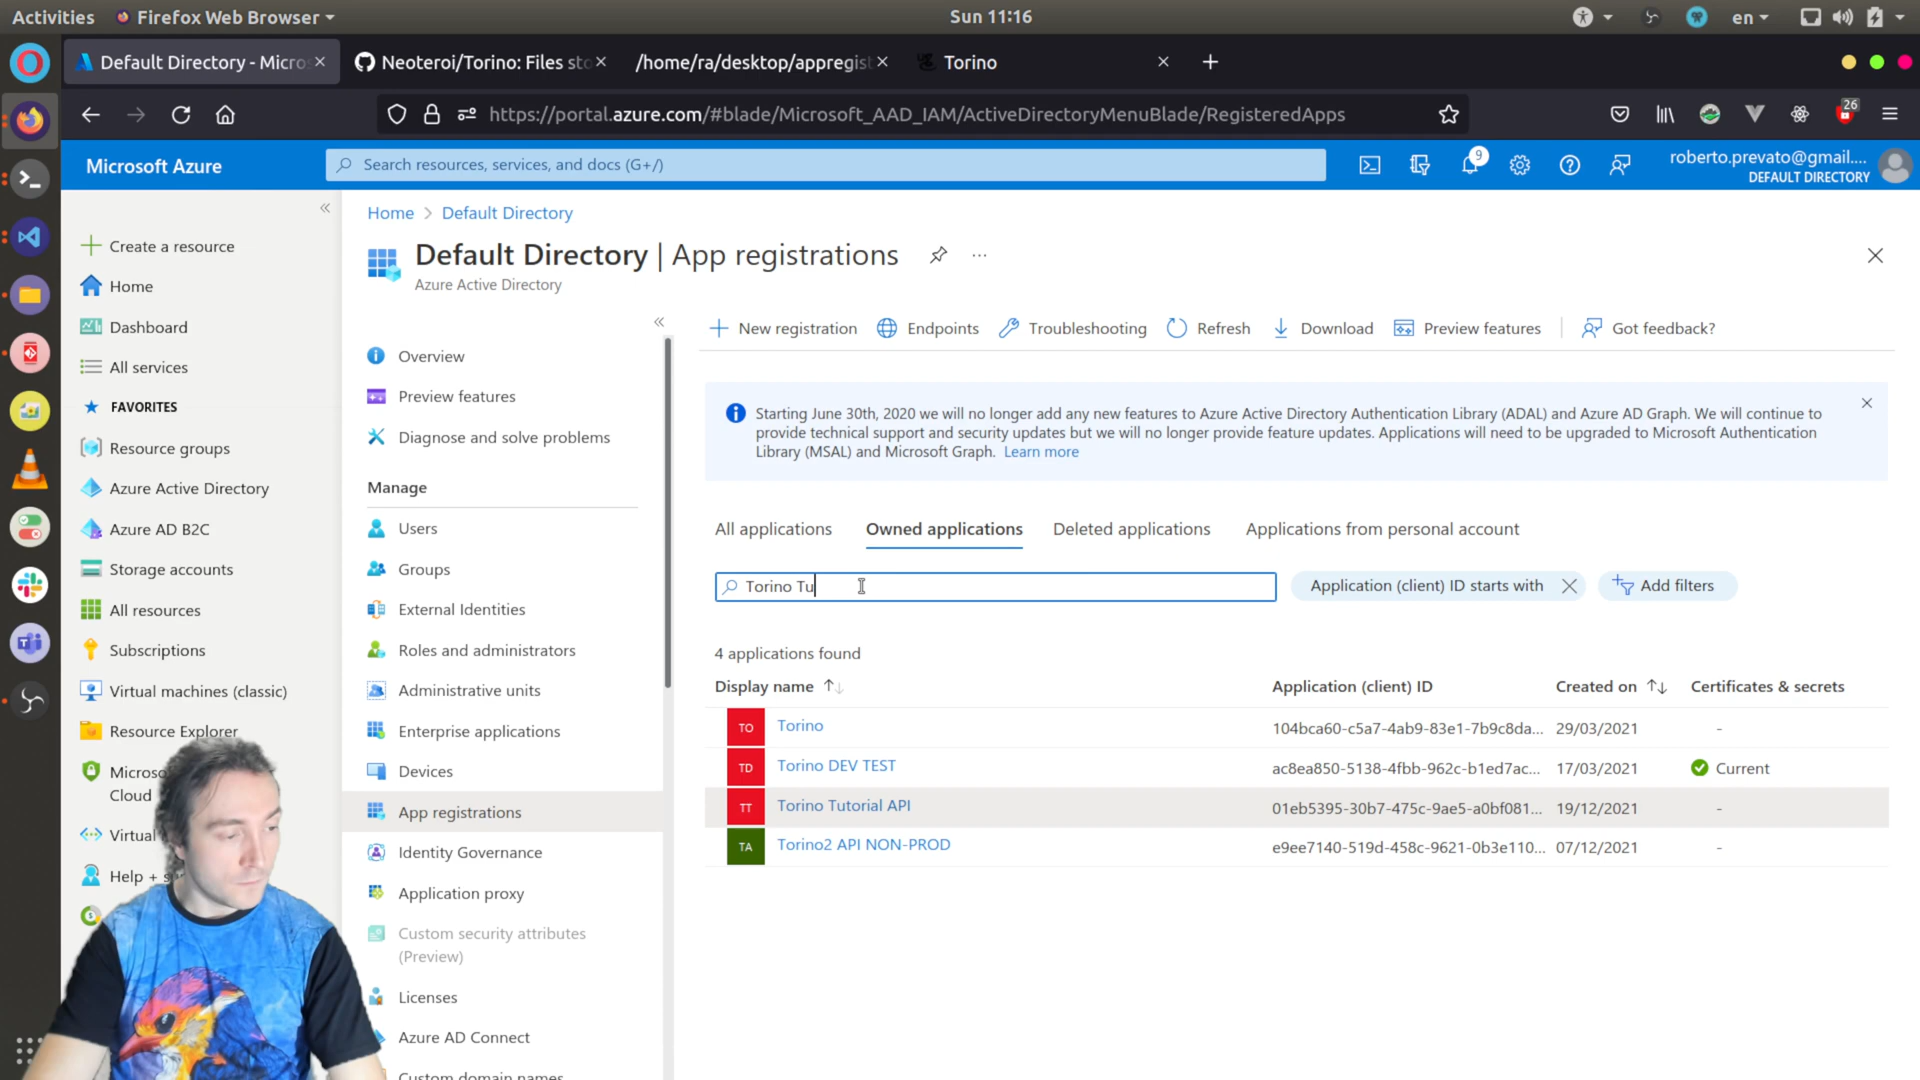 Activities
Firefox Web Browser
Sun 11:16
en
Default Directory - Micros
Neoteroi/Torino: Files sto
/home/ra/desktop/appregist
Torino
https://portal.azure.com/#blade/Microsoft_AAD_IAM/ActiveDirectoryMenuBlade/RegisteredApps
26
Microsoft Azure
Search resources, services, and docs (G+/)
9
roberto.prevato@gmail....
DEFAULT DIRECTORY
Create a resource
Home
Dashboard
All services
FAVORITES
Resource groups
Azure Active Directory
Azure AD B2C
Storage accounts
All resources
Subscriptions
Virtual machines (classic)
Resource Explorer
Microso
Cloud
Virtual
Help + s
Home > Default Directory
Default Directory | App registrations
...
Azure Active Directory
Overview
Preview features
Diagnose and solve problems
Manage
Users
Groups
External Identities
Roles and administrators
Administrative units
Enterprise applications
Devices
App registrations
Identity Governance
Application proxy
Custom security attributes
(Preview)
Licenses
Azure AD Connect
Custom domain names
New registration
Endpoints
Troubleshooting
Refresh
Download
Preview features
Got feedback?
Starting June 30th, 2020 we will no longer add any new features to Azure Active Directory Authentication Library (ADAL) and Azure AD Graph. We will continue to
provide technical support and security updates but we will no longer provide feature updates. Applications will need to be upgraded to Microsoft Authentication
Library (MSAL) and Microsoft Graph. Learn more
All applications
Owned applications
Deleted applications
Applications from personal account
Torino Tu
Application (client) ID starts with
Add filters
4 applications found
Display name
Application (client) ID
Created on
Certificates & secrets
TO Torino 104bca60-c5a7-4ab9-83e1-7b9c8da... 29/03/2021 -
TD Torino DEV TEST ac8ea850-5138-4fbb-962c-b1ed7ac... 17/03/2021 Current
TT Torino Tutorial API 01eb5395-30b7-475c-9ae5-a0bf081... 19/12/2021 -
TA Torino2 API NON-PROD e9ee7140-519d-458c-9621-0b3e110... 07/12/2021 -